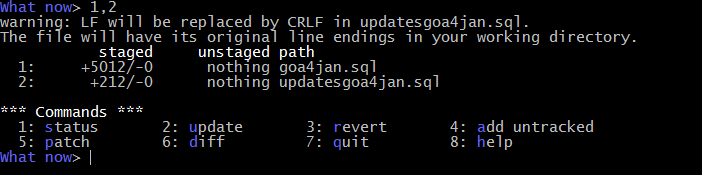 What now> 1,2
warning: LF will be replaced by CRLF in updatesgoa4jan.sql.
The file will have its original line endings in your working directory.
staged unstaged path
1: +5012/-0 nothing goa4jan.sql
2: +212/-0 nothing updatesgoa4jan.sql
*** Commands ***
1: status 2: update 3: revert 4: add untracked
5: patch 6: diff 7: quit 8: help
What now>